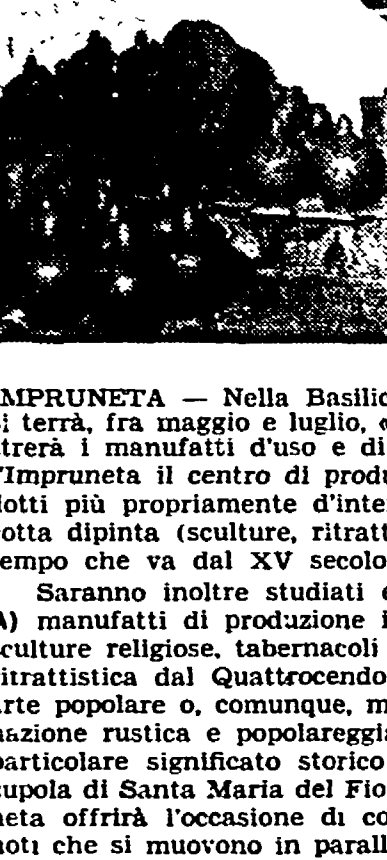 MPRUNETA — Nella Basilic
i terrà, fra maggio e luglio, «
trerà i manufatti d'uso e di
'Impruneta il centro di produ
lotti più propriamente d'inte
otta dipinta (sculture, ritratt
empo che va dal XV secolo
Saranno inoltre studiati e
A) manufatti di produzione i
culture religiose, tabernacoli
itrattistica dal Quattrocendo
rte popolare o, comunque, m
nazione rustica e popolareggia
particolare significato storico
cupola di Santa Maria del Fio
neta offrirà l'occasione di co
noti che si muovono in parall